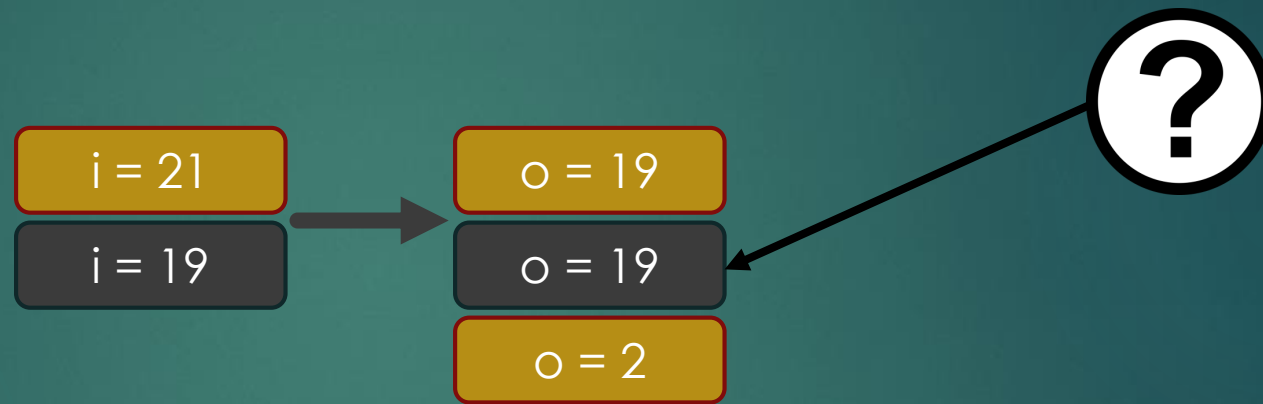 ?
i = 21
o = 19
i = 19
o = 19
o = 2